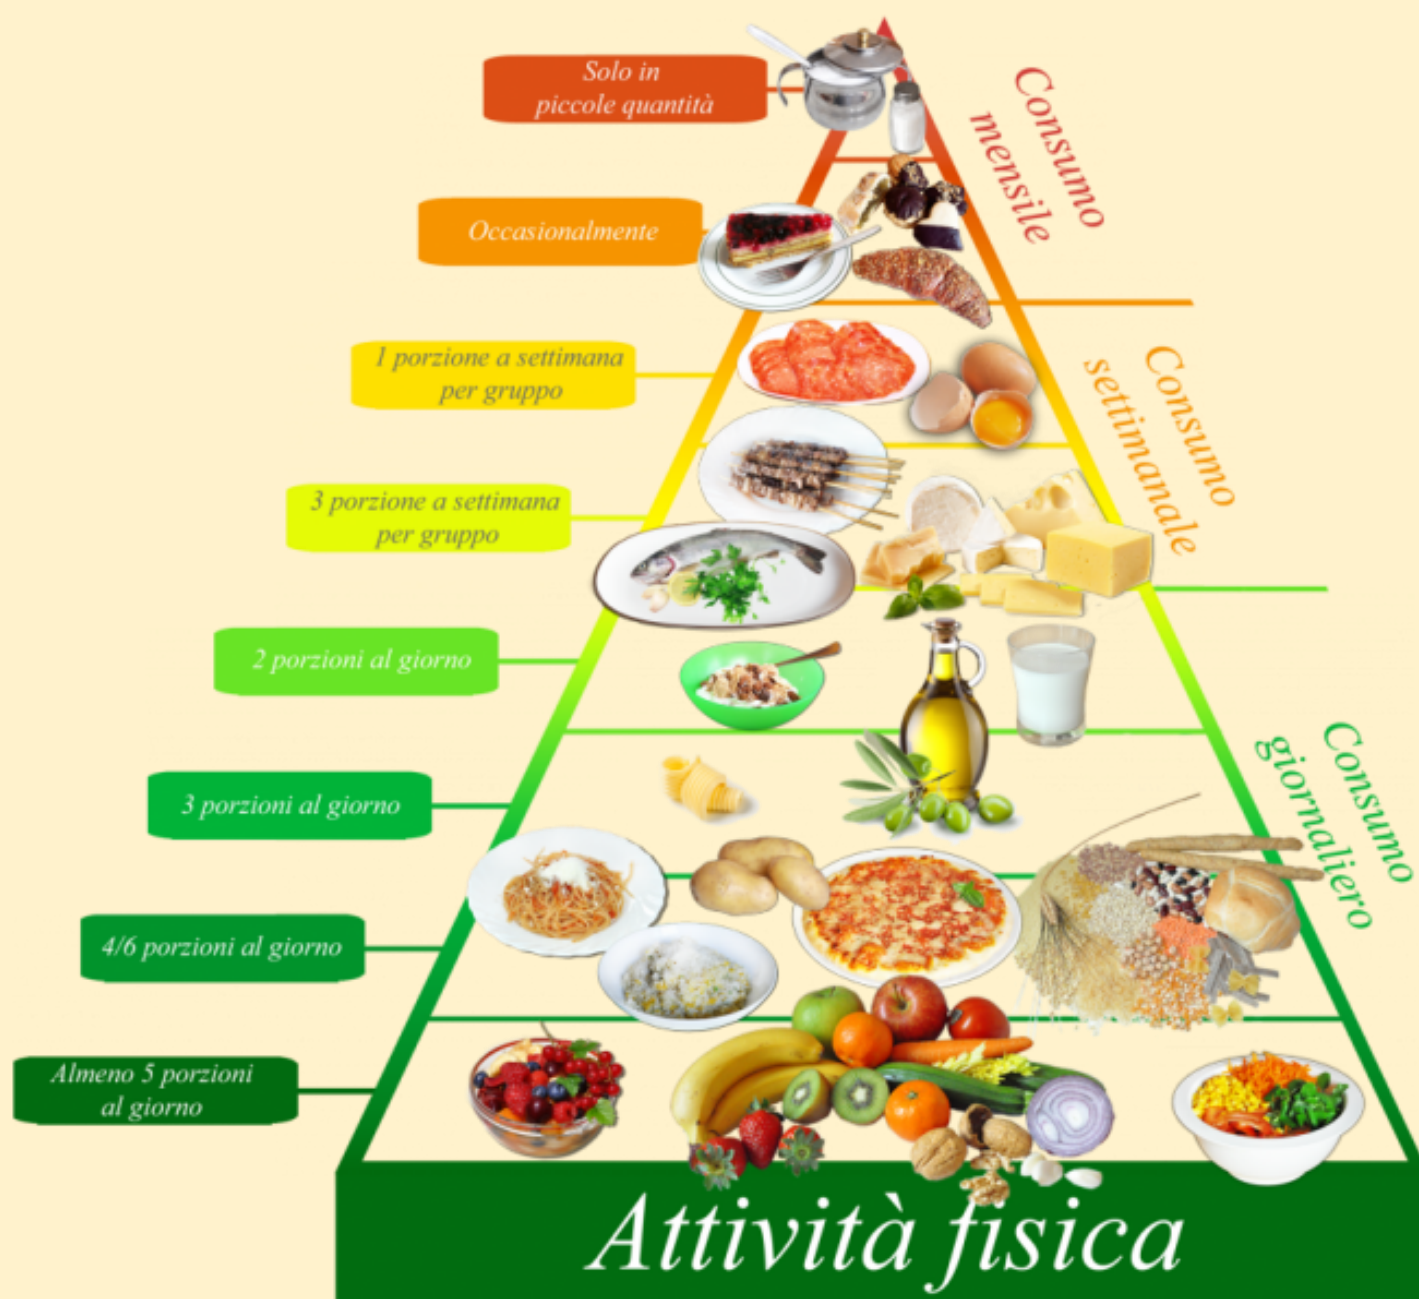 Solo in
piccole quantità
Consumo
mensile
Occasionalmente
1 porzione a settimana
per gruppo
Consumo
settimanale
3 porzione a settimana
per gruppo
2 porzioni al giorno
Consumo
giornaliero
3 porzioni al giorno
4/6 porzioni al giorno
Almeno 5 porzioni
al giorno
Attività fisica